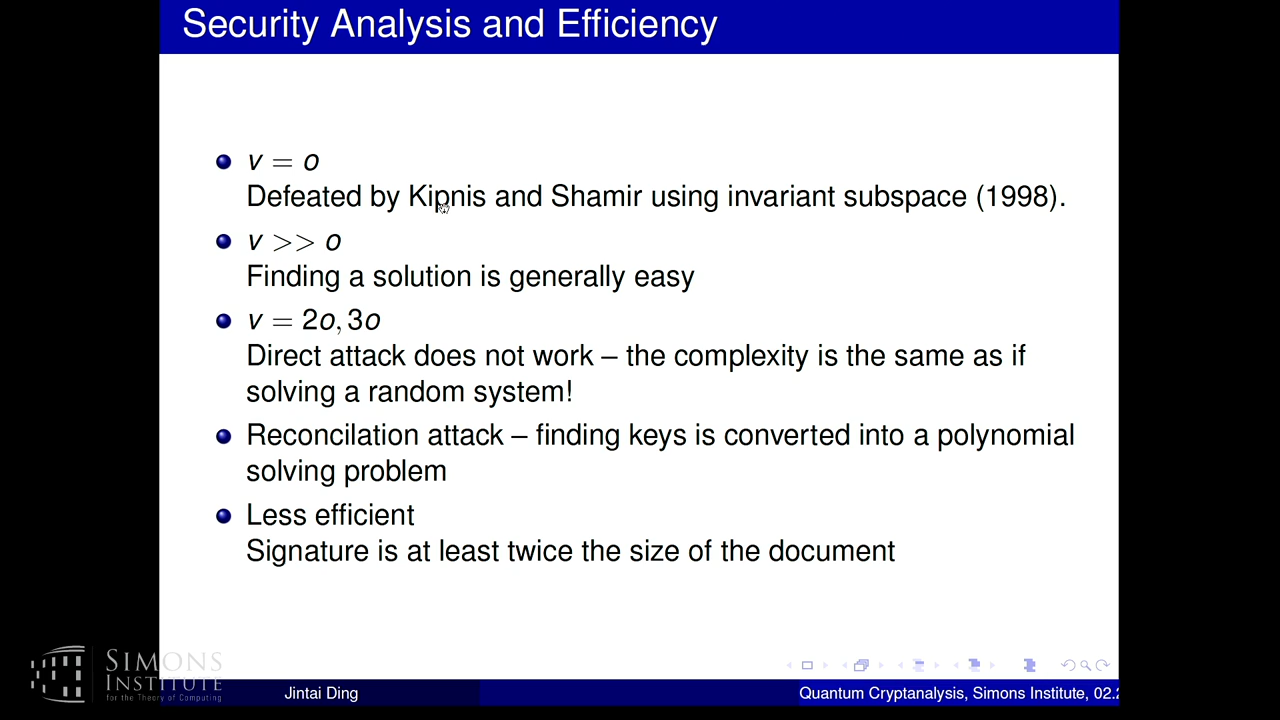 Security Analysis and Efficiency
v = o
Defeated by Kipnis and Shamir using invariant subspace (1998).
v >> o
Finding a solution is generally easy
v = 2o, 3o
Direct attack does not work – the complexity is the same as if
solving a random system!
Reconcilation attack – finding keys is converted into a polynomial
solving problem
Less efficient
Signature is at least twice the size of the document
SIMONS
INSTITUTE
for the Theory of Computing
Jintai Ding
Quantum Cryptanalysis, Simons Institute, 02.2